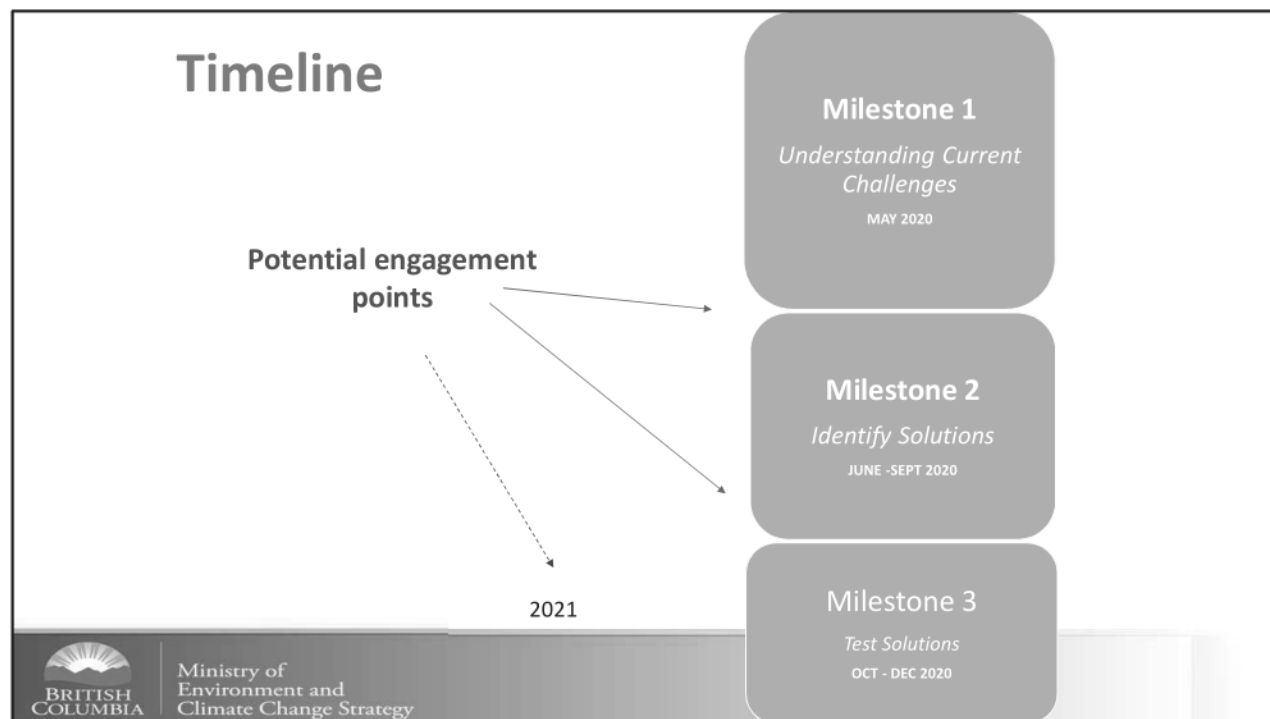 Timeline
Potential engagement
points
2021
Milestone 1
Understanding Current
Challenges
MAY 2020
Milestone 2
Identify Solutions
JUNE -SEPT 2020
Milestone 3
Test Solutions
OCT - DEC 2020
BRITISH
COLUMBIA
Ministry of
Environment and
Climate Change Strategy